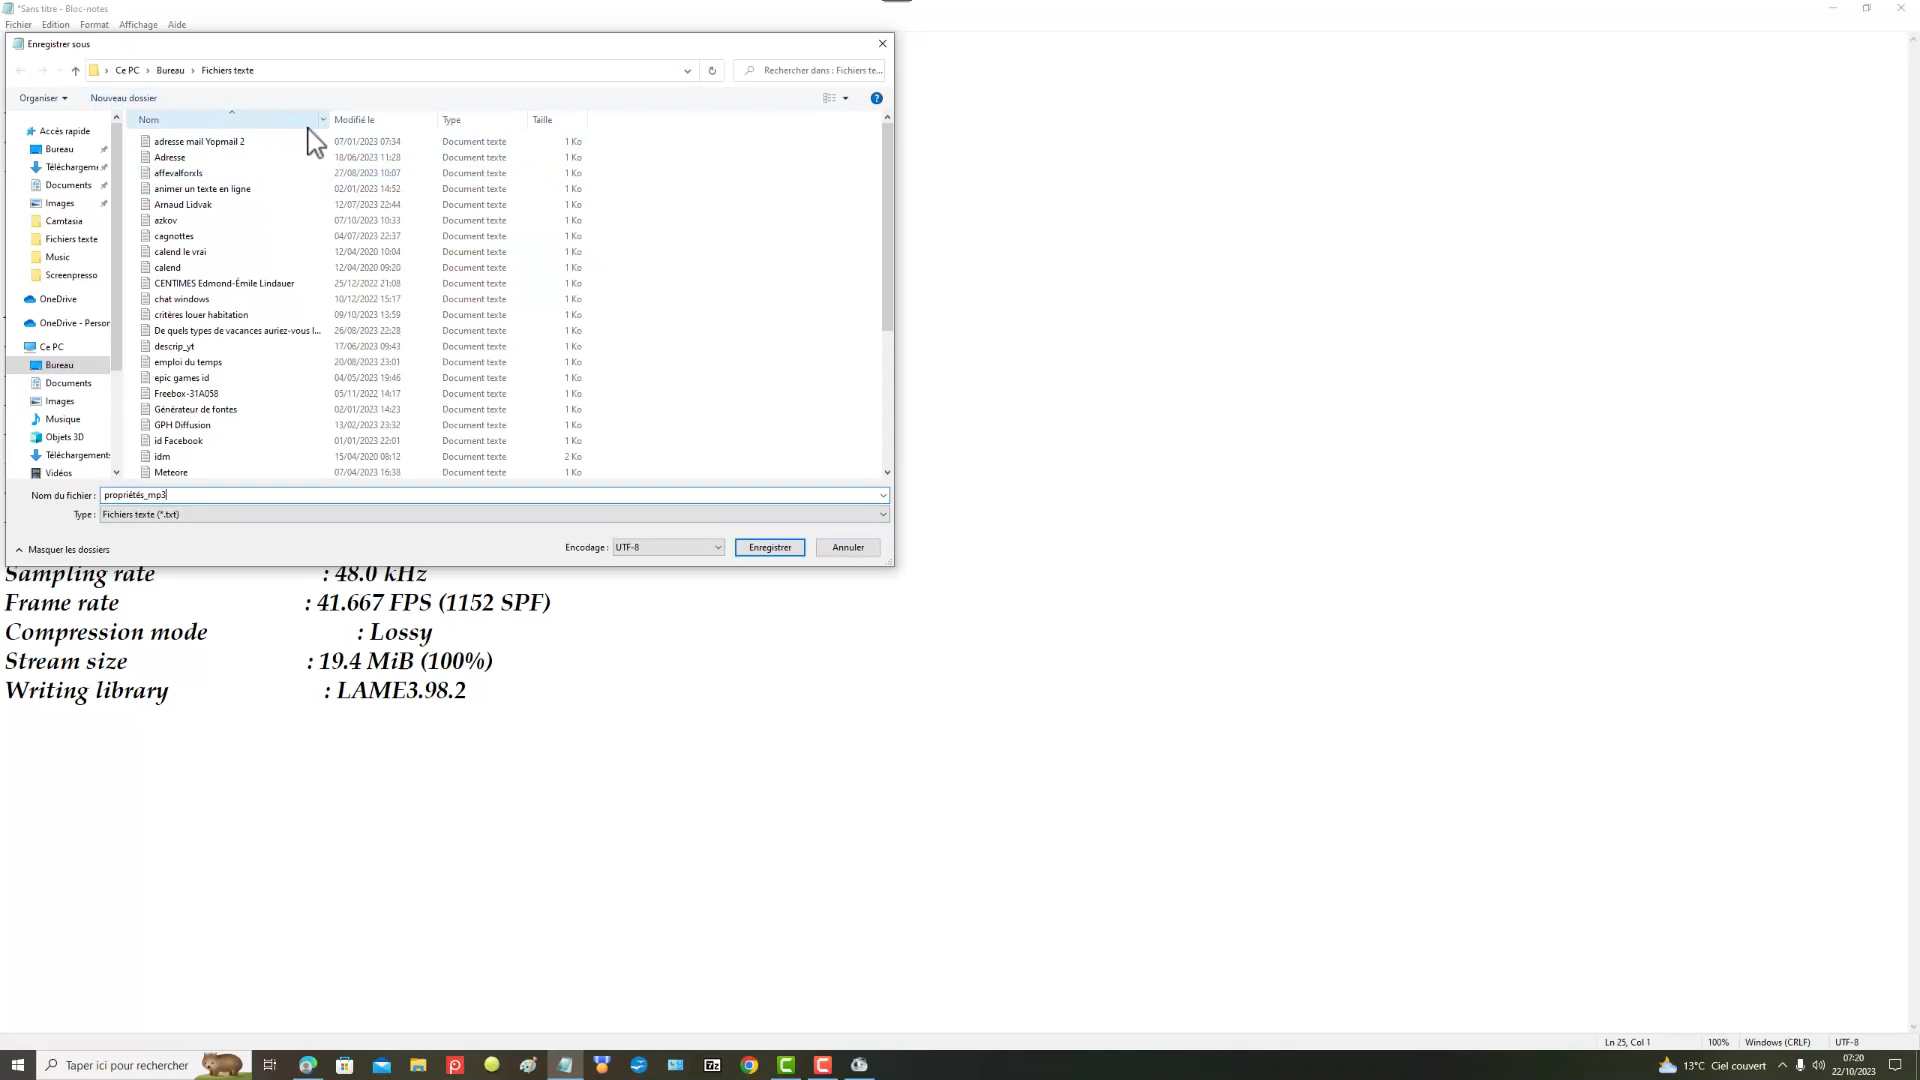 *Sans titre - Bloc-notes
Fichier Edition Format Affichage Aide
Enregistrer sous
Ce PC › Bureau › Fichiers texte
Rechercher dans : Fichiers te...
Organiser Nouveau dossier
Nom Modifié le Type Taille
Accès rapide
Bureau
Téléchargeme
Documents
Images
Camtasia
Fichiers texte
Music
Screenpresso
OneDrive
OneDrive - Person
Ce PC
Bureau
Documents
Images
Musique
Objets 3D
Téléchargements
Vidéos
adresse mail Yopmail 2 07/01/2023 07:34 Document texte 1 Ko
Adresse 18/06/2023 11:28 Document texte 1 Ko
affevalforxls 27/08/2023 10:07 Document texte 1 Ko
animer un texte en ligne 02/01/2023 14:52 Document texte 1 Ko
Arnaud Lidvak 12/07/2023 22:44 Document texte 1 Ko
azkov 07/10/2023 10:33 Document texte 1 Ko
cagnottes 04/07/2023 22:37 Document texte 1 Ko
calend le vrai 12/04/2020 10:04 Document texte 1 Ko
calend 12/04/2020 09:20 Document texte 1 Ko
CENTIMES Edmond-Émile Lindauer 25/12/2022 21:08 Document texte 1 Ko
chat windows 10/12/2022 15:17 Document texte 1 Ko
critères louer habitation 09/10/2023 13:59 Document texte 1 Ko
De quels types de vacances auriez-vous l... 26/08/2023 22:28 Document texte 1 Ko
descrip_yt 17/06/2023 09:43 Document texte 1 Ko
emploi du temps 20/08/2023 23:01 Document texte 1 Ko
epic games id 04/05/2023 19:46 Document texte 1 Ko
Freebox-31A058 05/11/2022 14:17 Document texte 1 Ko
Générateur de fontes 02/01/2023 14:23 Document texte 1 Ko
GPH Diffusion 13/02/2023 23:32 Document texte 1 Ko
id Facebook 01/01/2023 22:01 Document texte 1 Ko
idm 15/04/2020 08:12 Document texte 2 Ko
Meteore 07/04/2023 16:38 Document texte 1 Ko
Nom du fichier : propriétés_mp3
Type : Fichiers texte (*.txt)
Masquer les dossiers Encodage : UTF-8 Enregistrer Annuler
Sampling rate : 48.0 kHz
Frame rate : 41.667 FPS (1152 SPF)
Compression mode : Lossy
Stream size : 19.4 MiB (100%)
Writing library : LAME3.98.2
Ln 25, Col 1 100% Windows (CRLF) UTF-8
Taper ici pour rechercher
13°C Ciel couvert
07:20
22/10/2023